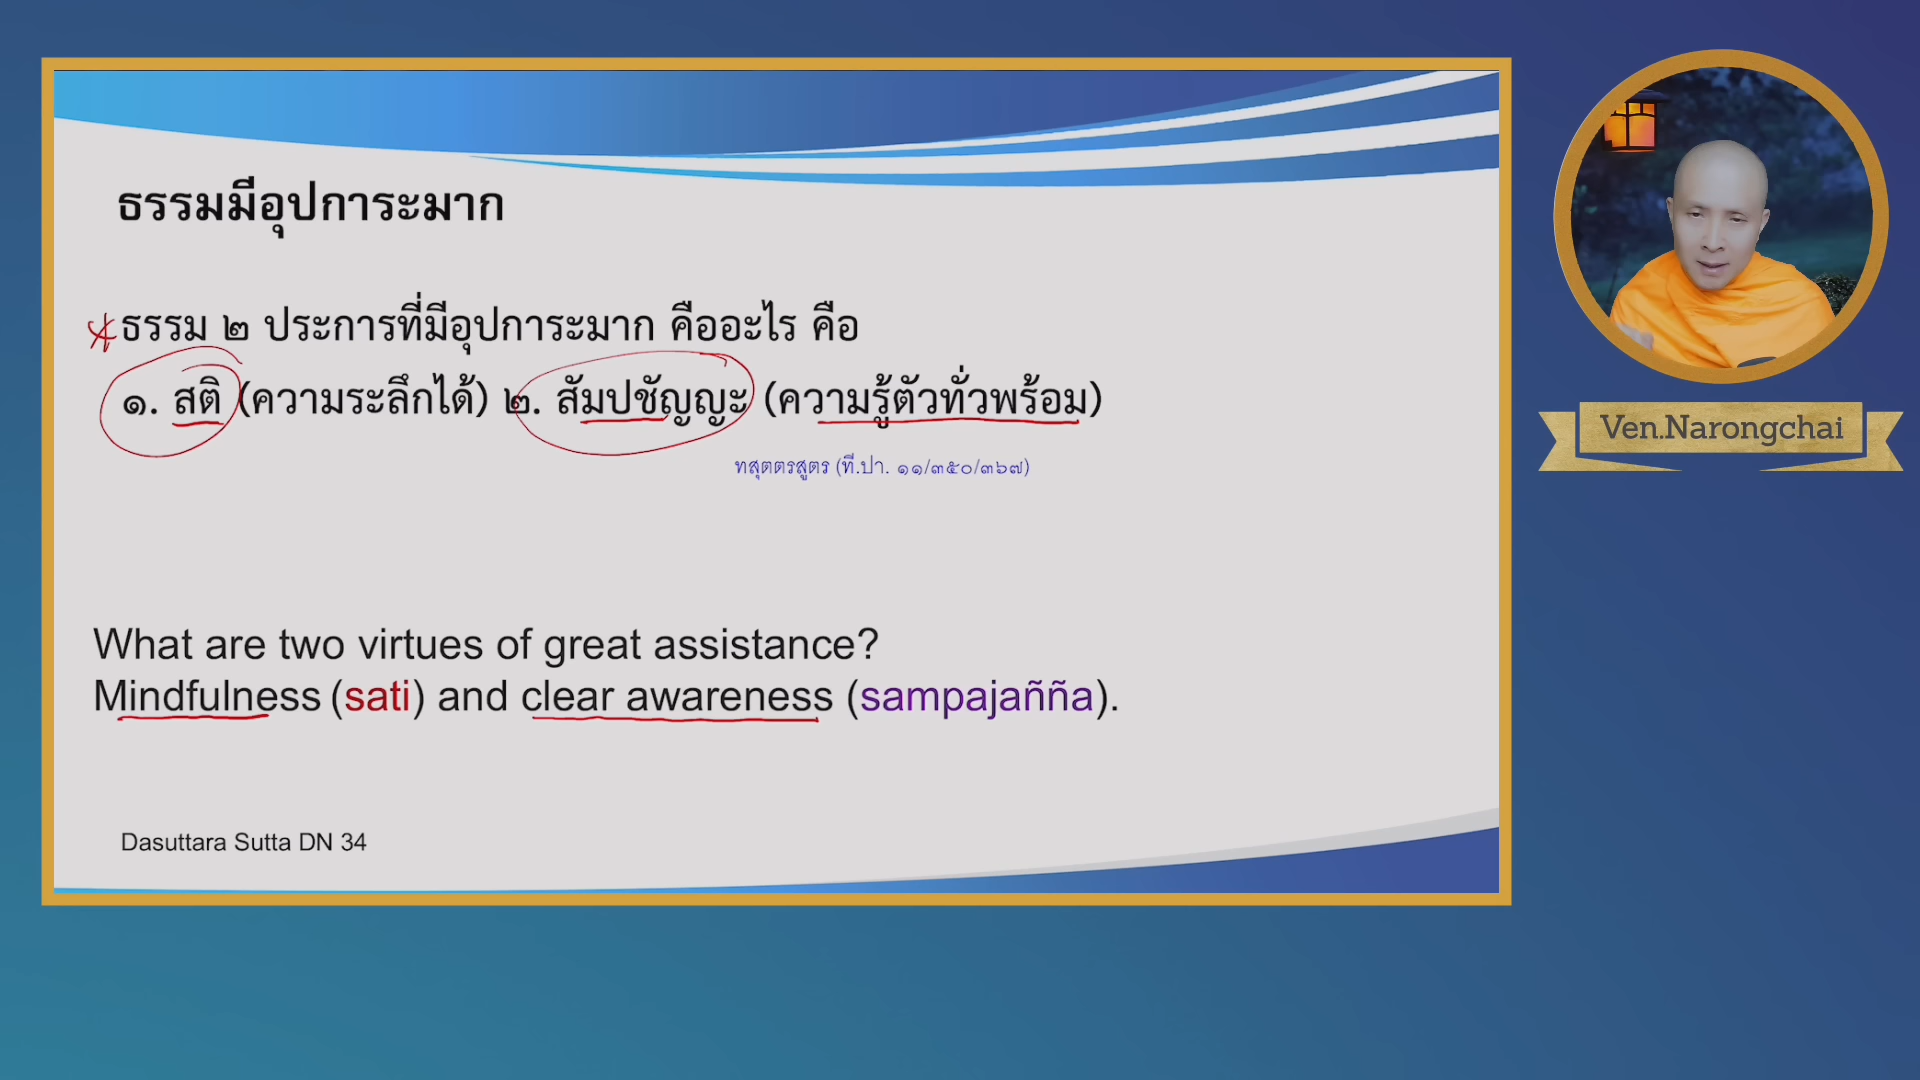 ธรรมมีอุปการะมาก
ธรรม ๒ ประการที่มีอุปการะมาก คืออะไร คือ
๑. สติ (ความระลึกได้) ๒. สัมปชัญญะ (ความรู้ตัวทั่วพร้อม)
ทสุตตรสูตร (ที.ปา. ๑๑/๓๕๐/๓๖๗)
What are two virtues of great assistance?
Mindfulness (sati) and clear awareness (sampajañña).
Dasuttara Sutta DN 34
Ven.Narongchai